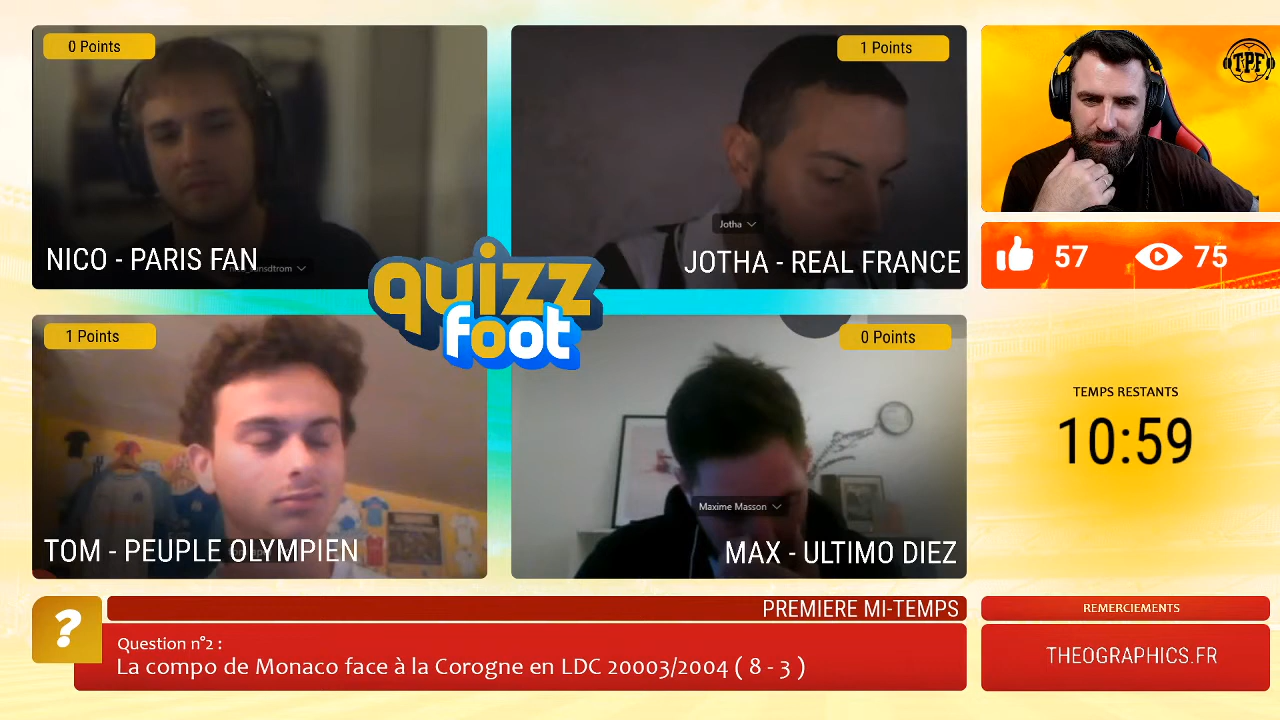 0 Points
1 Points
TPF
NICO - PARIS FAN
Jotha
JOTHA - REAL FRANCE
57
75
quizz
foot
1 Points
0 Points
TEMPS RESTANTS
10:59
Maxime Masson
TOM - PEUPLE OLYMPIEN
MAX - ULTIMO DIEZ
?
PREMIERE MI-TEMPS
REMERCIEMENTS
Question n°2 :
La compo de Monaco face à la Corogne en LDC 20003/2004 ( 8 - 3 )
THEOGRAPHICS.FR